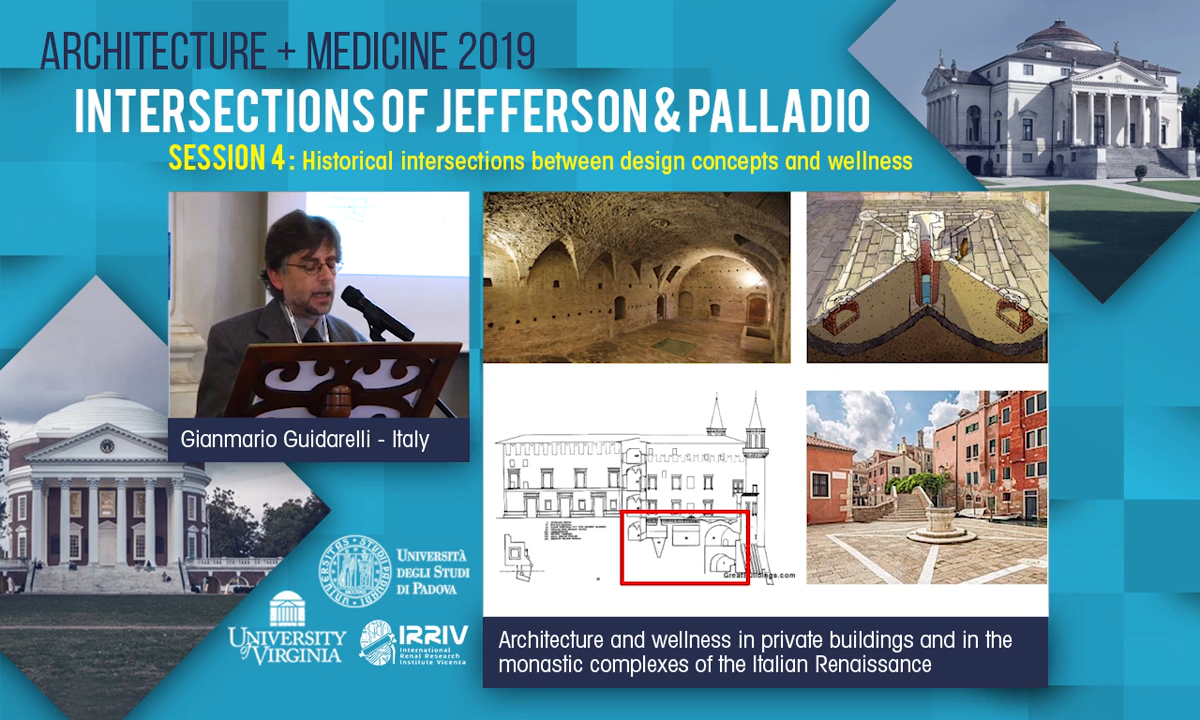 ARCHITECTURE + MEDICINE 2019
INTERSECTIONS OF JEFFERSON & PALLADIO
SESSION 4: Historical intersections between design concepts and wellness
Gianmario Guidarelli - Italy
GreatBuildings.com
UNIVERSITÀ
DEGLI STUDI
DI PADOVA
UNIVERSITY
of VIRGINIA
IRRIV
International
Renal Research
Institute Vicenza
Architecture and wellness in private buildings and in the
monastic complexes of the Italian Renaissance